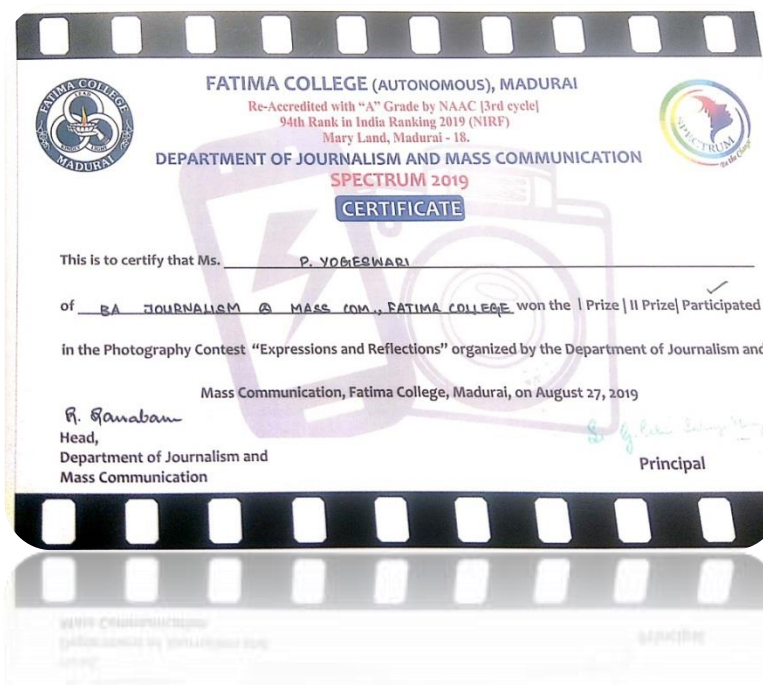 FATIMA COLLEGE
LEAD
MADURAI
FATIMA COLLEGE (AUTONOMOUS), MADURAI
Re-Accredited with “A” Grade by NAAC [3rd cycle]
94th Rank in India Ranking 2019 (NIRF)
Mary Land, Madurai - 18.
DEPARTMENT OF JOURNALISM AND MASS COMMUNICATION
SPECTRUM 2019
CERTIFICATE
SPECTRUM
Be the Change
This is to certify that Ms. P. YOGESWARI
of BA JOURNALISM @ MASS COM., FATIMA COLLEGE won the I Prize | II Prize| Participated
in the Photography Contest “Expressions and Reflections” organized by the Department of Journalism and
Mass Communication, Fatima College, Madurai, on August 27, 2019
R.
Head,
Department of Journalism and
Mass Communication
Principal